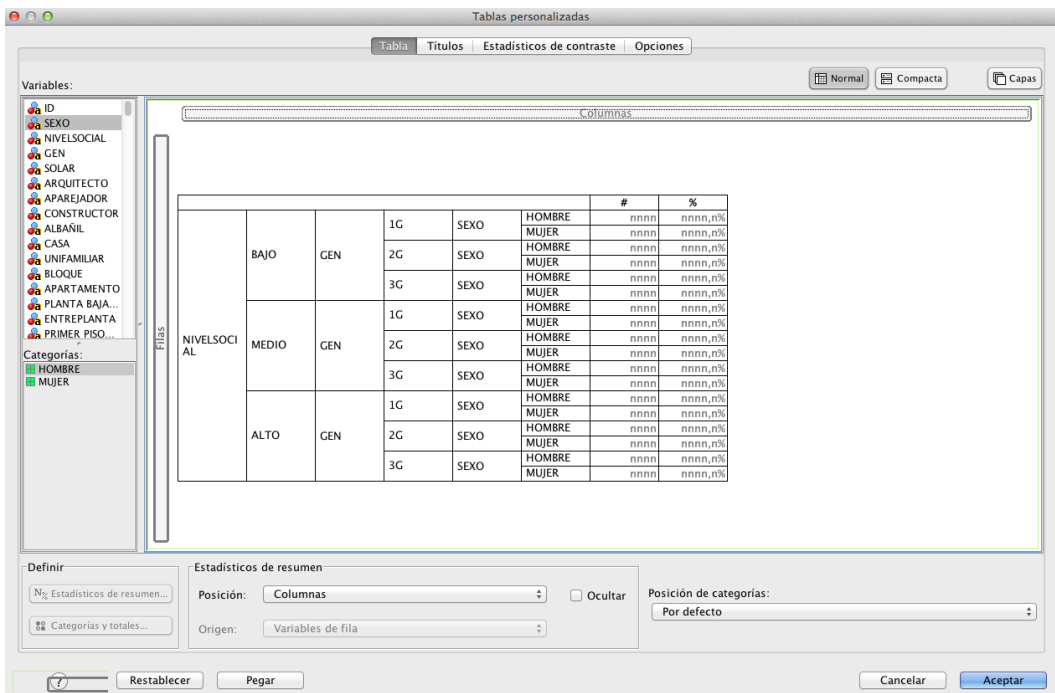 Tablas personalizadas
Tabla Títulos Estadísticos de contraste Opciones
Variables:
Normal Compacta Capas
ID
SEXO
NIVELSOCIAL
GEN
SOLAR
ARQUITECTO
APAREJADOR
CONSTRUCTOR
ALBAÑIL
CASA
UNIFAMILIAR
BLOQUE
APARTAMENTO
PLANTA BAJA...
ENTREPLANTA
PRIMER PISO...
Categorías:
HOMBRE
MUJER
Columnas
Filas
# %
NIVELSOCI
AL
BAJO GEN
1G SEXO HOMBRE nnnn nnnn,n%
MUJER nnnn nnnn,n%
2G SEXO HOMBRE nnnn nnnn,n%
MUJER nnnn nnnn,n%
3G SEXO HOMBRE nnnn nnnn,n%
MUJER nnnn nnnn,n%
MEDIO GEN
1G SEXO HOMBRE nnnn nnnn,n%
MUJER nnnn nnnn,n%
2G SEXO HOMBRE nnnn nnnn,n%
MUJER nnnn nnnn,n%
3G SEXO HOMBRE nnnn nnnn,n%
MUJER nnnn nnnn,n%
ALTO GEN
1G SEXO HOMBRE nnnn nnnn,n%
MUJER nnnn nnnn,n%
2G SEXO HOMBRE nnnn nnnn,n%
MUJER nnnn nnnn,n%
3G SEXO HOMBRE nnnn nnnn,n%
MUJER nnnn nnnn,n%
Definir
N% Estadísticos de resumen...
Categorías y totales...
Estadísticos de resumen
Posición: Columnas Ocultar
Origen: Variables de fila
Posición de categorías:
Por defecto
? Restablecer Pegar Cancelar Aceptar